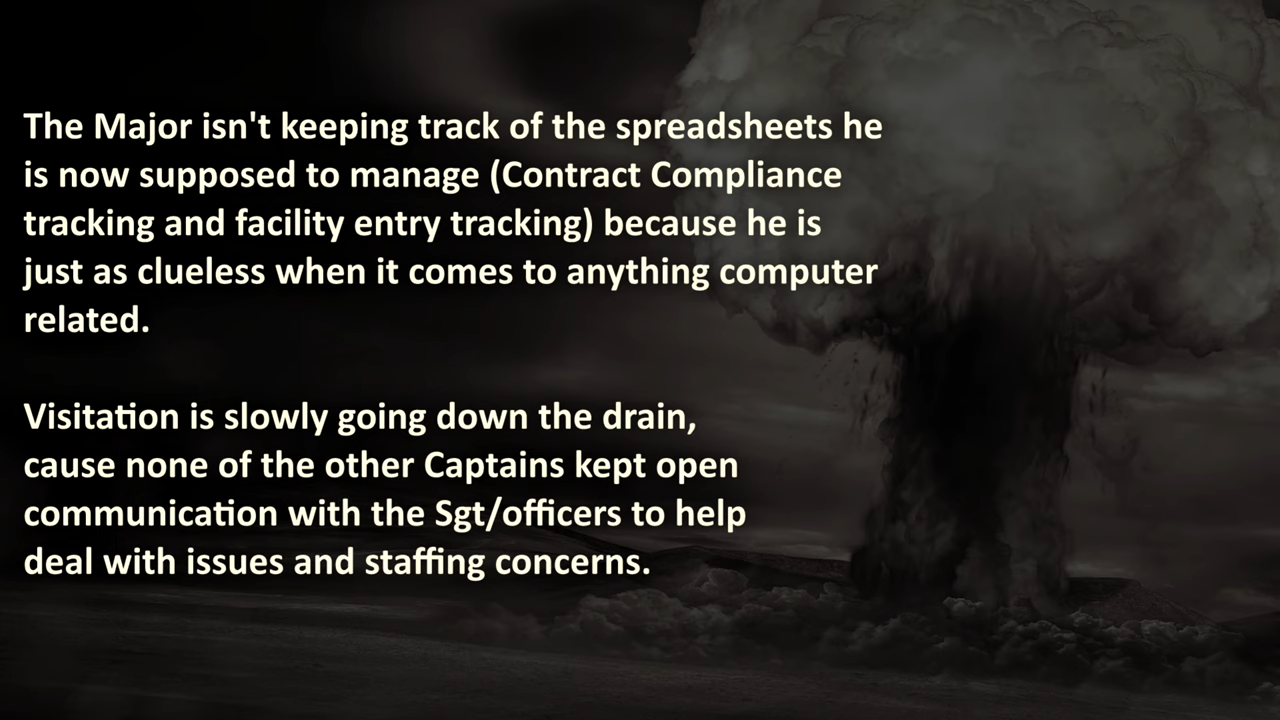 The Major isn't keeping track of the spreadsheets he
is now supposed to manage (Contract Compliance
tracking and facility entry tracking) because he is
just as clueless when it comes to anything computer
related.
Visitation is slowly going down the drain,
cause none of the other Captains kept open
communication with the Sgt/officers to help
deal with issues and staffing concerns.